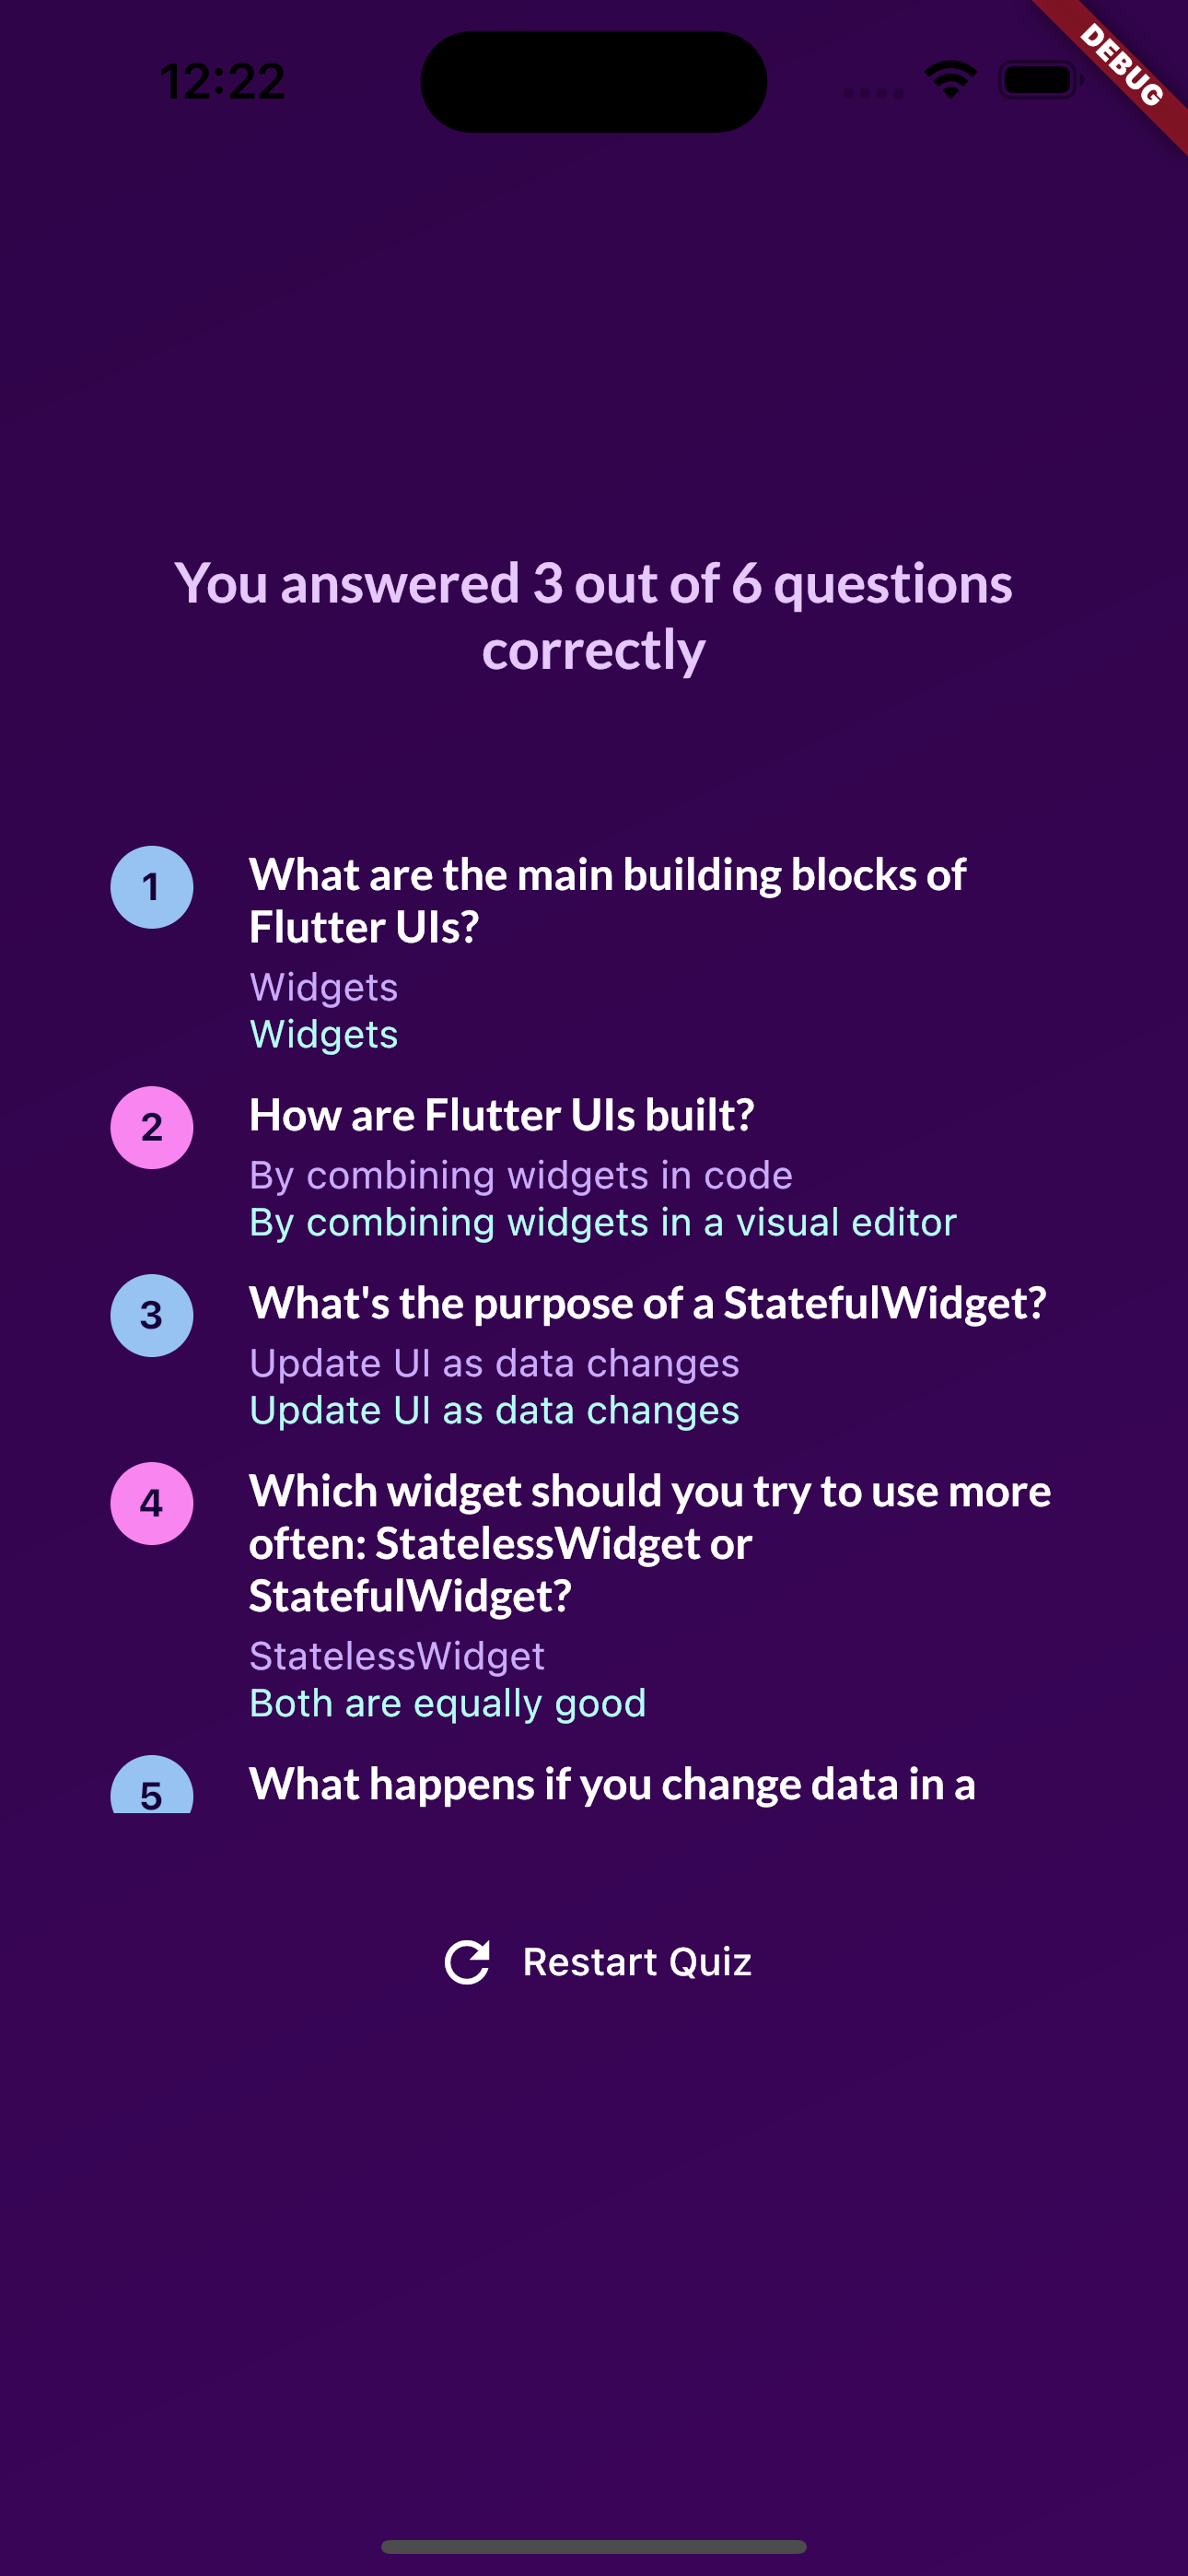 12:22
DEBUG
You answered 3 out of 6 questions
correctly
1
What are the main building blocks of
Flutter UIs?
Widgets
Widgets
2
How are Flutter UIs built?
By combining widgets in code
By combining widgets in a visual editor
3
What's the purpose of a StatefulWidget?
Update UI as data changes
Update UI as data changes
4
Which widget should you try to use more
often: StatelessWidget or
StatefulWidget?
StatelessWidget
Both are equally good
5
What happens if you change data in a
Restart Quiz